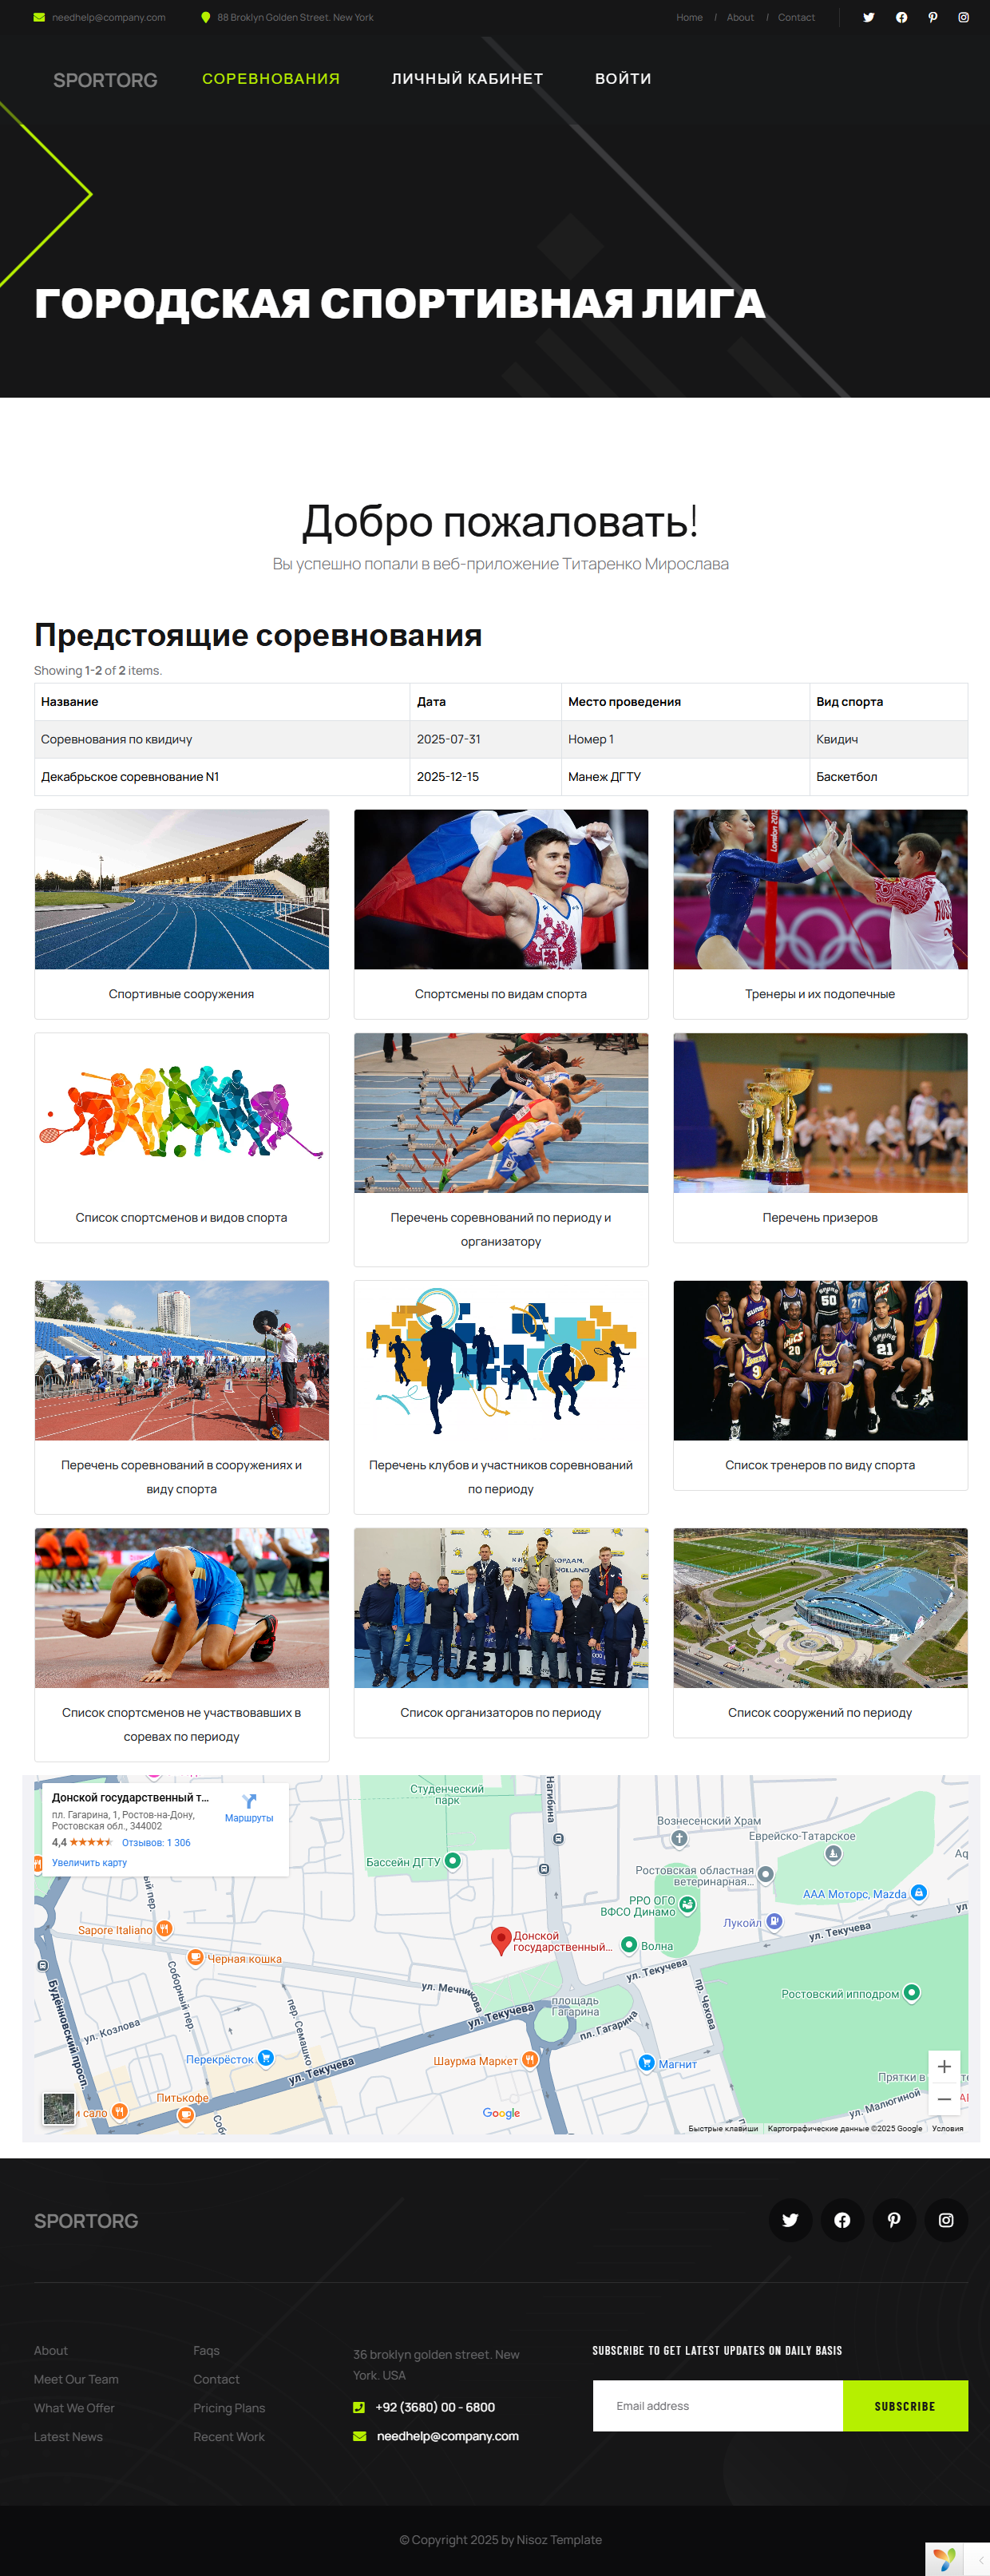 needhelp@company.com
88 Broklyn Golden Street. New York
Home / About / Contact
SPORTORG
СОРЕВНОВАНИЯ
ЛИЧНЫЙ КАБИНЕТ
ВОЙТИ
ГОРОДСКАЯ СПОРТИВНАЯ ЛИГА
Добро пожаловать!
Вы успешно попали в веб-приложение Титаренко Мирослава
Предстоящие соревнования
Showing 1-2 of 2 items.
Название Дата Место проведения Вид спорта
Соревнования по квидичу 2025-07-31 Номер 1 Квидич
Декабрьское соревнование N1 2025-12-15 Манеж ДГТУ Баскетбол
London 2012
Спортивные сооружения
Спортсмены по видам спорта
Тренеры и их подопечные
Список спортсменов и видов спорта
Перечень соревнований по периоду и
организатору
Перечень призеров
Перечень соревнований в сооружениях и
виду спорта
Перечень клубов и участников соревнований
по периоду
Список тренеров по виду спорта
Список спортсменов не участвовавших в
соревах по периоду
Список организаторов по периоду
Список сооружений по периоду
Донской государственный т...
пл. Гагарина, 1, Ростов-на-Дону,
Ростовская обл., 344002
4,4
Отзывов: 1 306
Увеличить карту
Маршруты
Студенческий
парк
Нагибина
Вознесенский Храм
Еврейско-Татарское
Бассейн ДГТУ
Ростовская областная
ветеринарная...
ААА Моторс, Mazda
РРО ОГО
ВФСО Динамо
Лукойл
ул. Текучева
Sapore Italiano
Донской
государственный...
Волна
Черная кошка
ул. Текучева
Соборный пер.
ул. Мечникова
пр. Чехова
Ростовский ипподром
Будённовский просп.
пер. Семашко
площадь
Гагарина
пл. Гагарина
ул. Козлова
ул. Текучева
Перекрёсток
ул. Текучева
Шаурма Маркет
Магнит
Питькофе
ул. Малюгиной
Google
Быстрые клавиши
Картографические данные ©2025 Google
Условия
SPORTORG
About
Meet Our Team
What We Offer
Latest News
Faqs
Contact
Pricing Plans
Recent Work
36 broklyn golden street. New
York. USA
+92 (3680) 00 - 6800
needhelp@company.com
SUBSCRIBE TO GET LATEST UPDATES ON DAILY BASIS
Email address
SUBSCRIBE
© Copyright 2025 by Nisoz Template